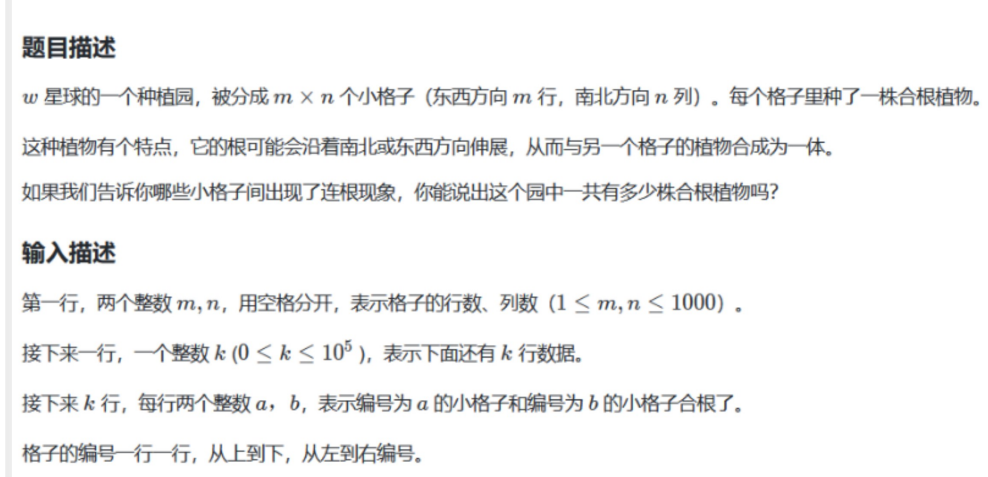 题目描述
w 星球的一个种植园，被分成 m × n 个小格子（东西方向 m 行，南北方向 n 列）。每个格子里种了一株合根植物。
这种植物有个特点，它的根可能会沿着南北或东西方向伸展，从而与另一个格子的植物合成为一体。
如果我们告诉你哪些小格子间出现了连根现象，你能说出这个园中一共有多少株合根植物吗？
输入描述
第一行，两个整数 m, n，用空格分开，表示格子的行数、列数（1 ≤ m, n ≤ 1000）。
接下来一行，一个整数 k (0 ≤ k ≤ 10⁵ )，表示下面还有 k 行数据。
接下来 k 行，每行两个整数 a，b，表示编号为 a 的小格子和编号为 b 的小格子合根了。
格子的编号一行一行，从上到下，从左到右编号。